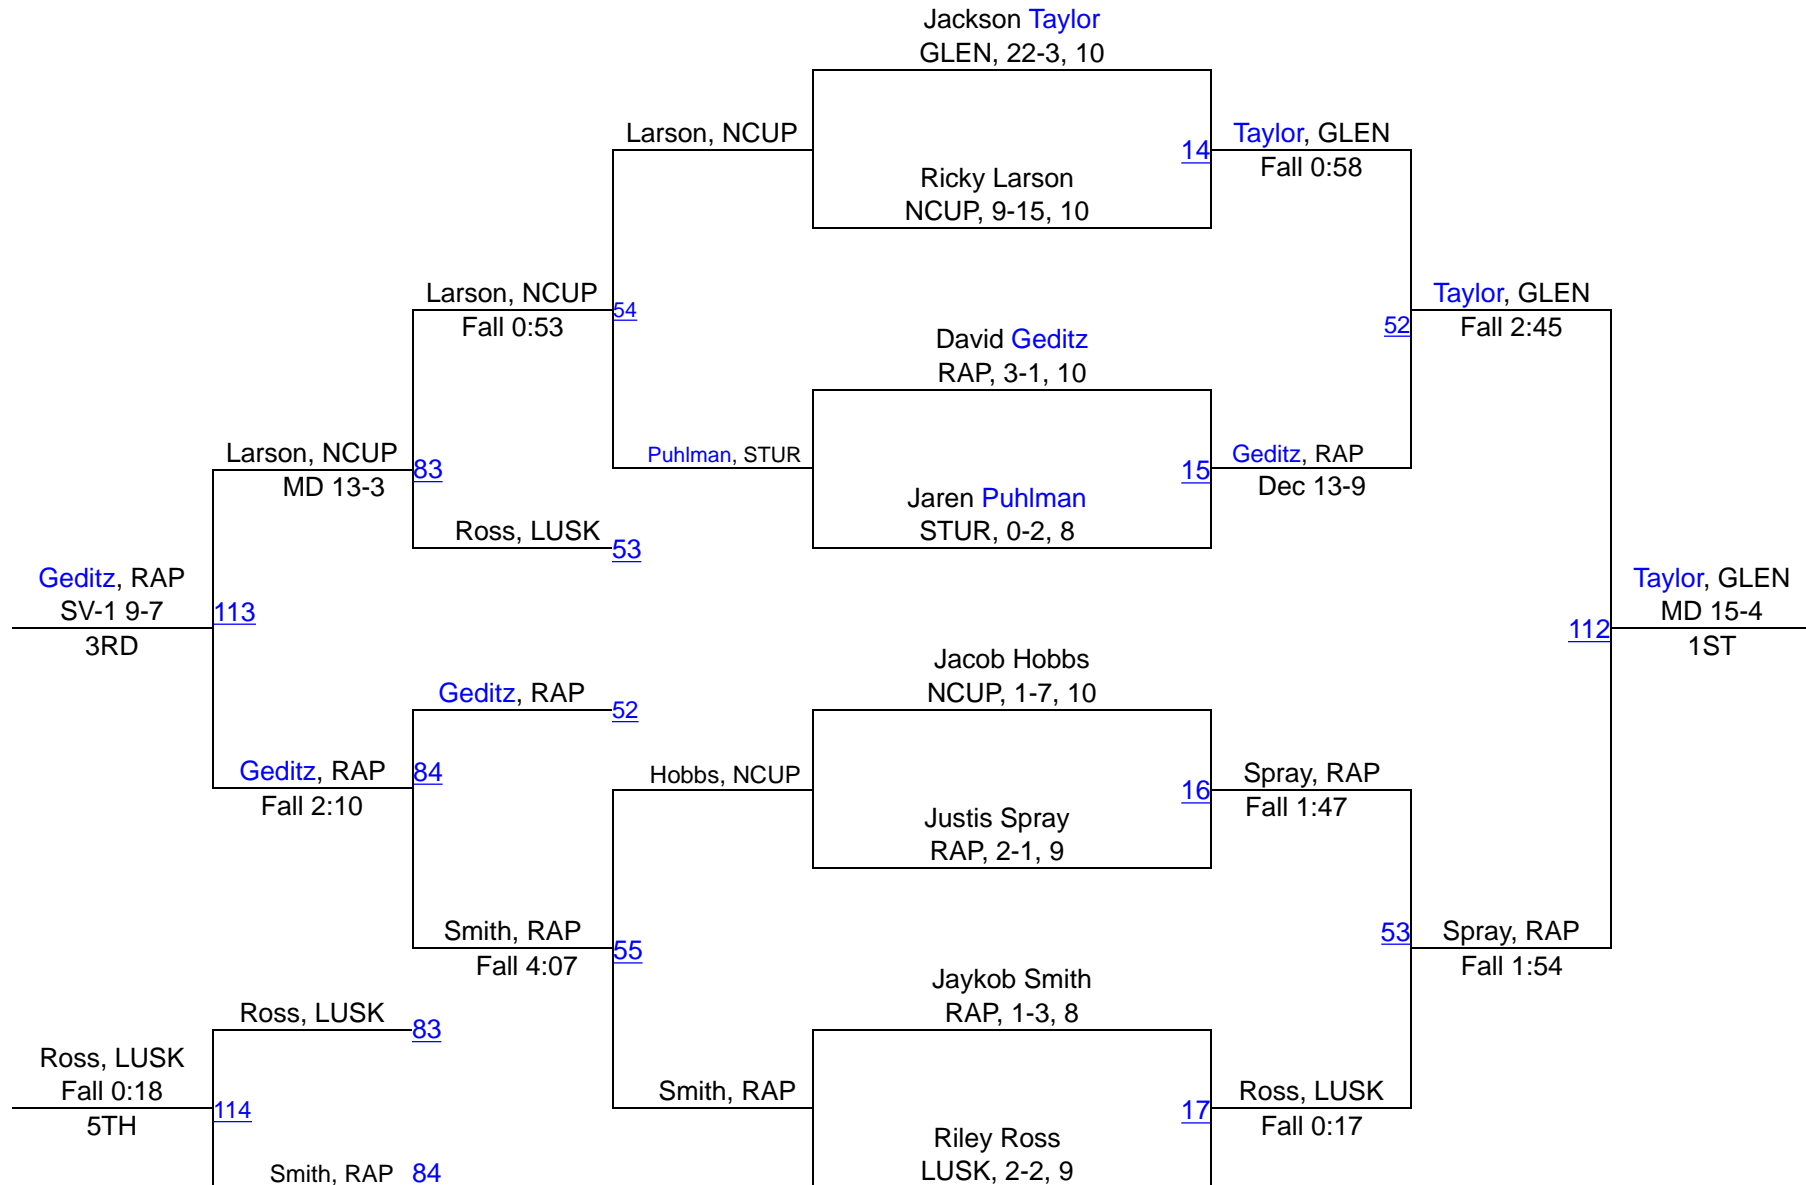 Jackson Taylor
GLEN, 22-3, 10
Larson, NCUP
14
Taylor, GLEN
Fall 0:58
Ricky Larson
NCUP, 9-15, 10
Larson, NCUP
Fall 0:53
54
Taylor, GLEN
Fall 2:45
52
David Geditz
RAP, 3-1, 10
Larson, NCUP
MD 13-3
83
Puhlman, STUR
15
Geditz, RAP
Dec 13-9
Jaren Puhlman
STUR, 0-2, 8
Ross, LUSK
53
Geditz, RAP
SV-1 9-7
3RD
113
Taylor, GLEN
MD 15-4
1ST
112
Jacob Hobbs
NCUP, 1-7, 10
Geditz, RAP
52
Geditz, RAP
Fall 2:10
84
Hobbs, NCUP
16
Spray, RAP
Fall 1:47
Justis Spray
RAP, 2-1, 9
Smith, RAP
Fall 4:07
55
53
Spray, RAP
Fall 1:54
Jaykob Smith
RAP, 1-3, 8
Ross, LUSK
83
Ross, LUSK
Fall 0:18
5TH
114
Smith, RAP
17
Ross, LUSK
Fall 0:17
Riley Ross
LUSK, 2-2, 9
Smith, RAP
84